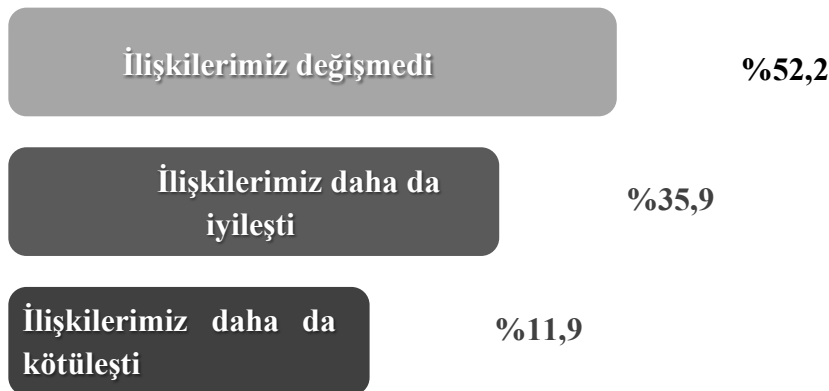 İlişkilerimiz değişmedi
%52,2
İlişkilerimiz daha da
iyileşti
%35,9
İlişkilerimiz daha da
kötüleşti
%11,9